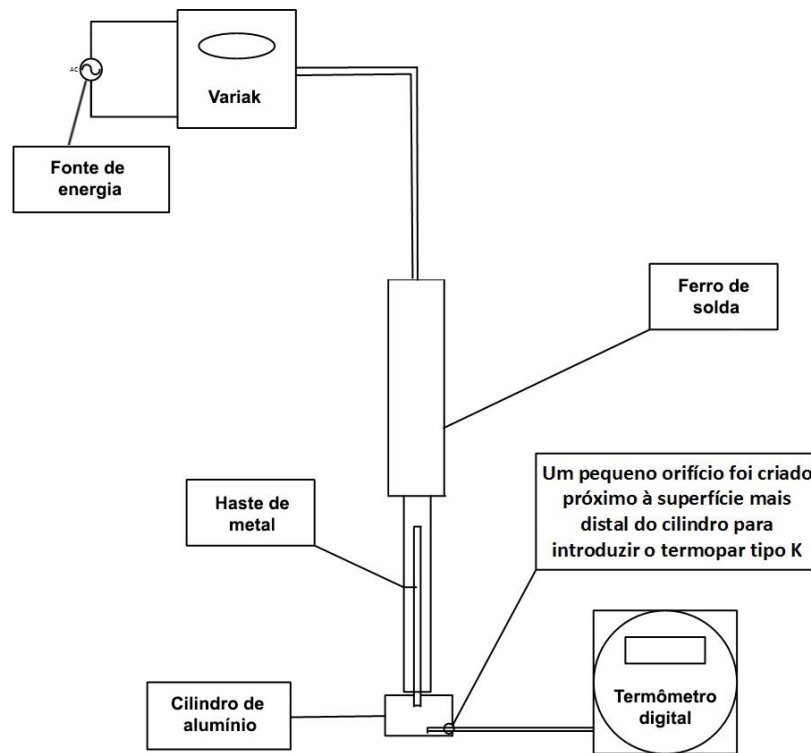 AC
Variak
Fonte de
energia
Ferro de
solda
Um pequeno orifício foi criado
próximo à superfície mais
distal do cilindro para
introduzir o termopar tipo K
Haste de
metal
Cilindro de
alumínio
Termômetro
digital